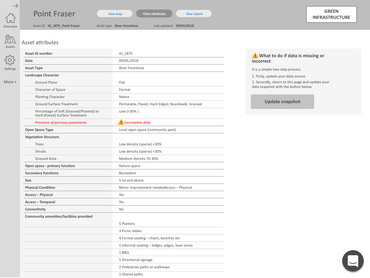 Point Fraser
View map
View attributes
View report
GREEN
INFRASTRUCTURE
Asset ID: GI_1875_Point Fraser
Asset type: River Foreshore
Last updated: 09/05/2018
Asset attributes
Asset ID number GI_1875
Date 09/05/2018
Asset Type River Foreshore
Landscape Character
Ground Plane Flat
Character of Space Formal
Planting Character Native
Ground Surface Treatment Permeable, Paved, Hard Edged, Boardwalk, Grassed
Percentage of Soft (Grassed/Planted) to
Hard (Paved) Surface Treatment Low (<30% )
Presence of pervious pavements Incomplete data
Open Space Type Local open space (community park)
Vegetation Structure
Trees Low density (sparse) <30%
Shrubs Low density (sparse) <30%
Grassed Area Medium density 70-30%
Open space - primary function Nature space
Secondary functions Recreation
Size 5 ha and above
Physical Condition Minor improvement needed/access – Physical
Access – Physical Yes
Access – Temporal Yes
Connectivity No
Community amenities/facilities provided
5 Planters
3 Picnic tables
4 Formal seating – chairs, benches etc
5 Informal seating – ledges, edges, lawn areas
1 BBQ
5 Directional signage
2 Pedestrian paths or walkways
1 Shared paths
What to do if data is missing or
incorrect
It is a simple two step process.
1. Firstly, update your data source
2. Secondly, return to this page and update your
data snapshot with the button below.
Update snapshot
Assets
Settings
More